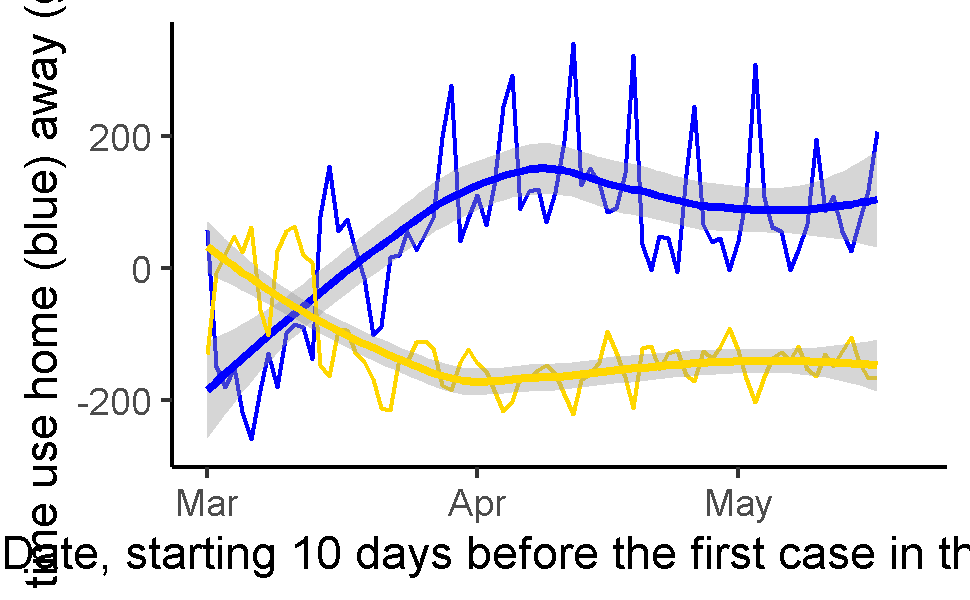 time use home (blue) away (
200
0
-200
Mar Apr May
Date, starting 10 days before the first case in th